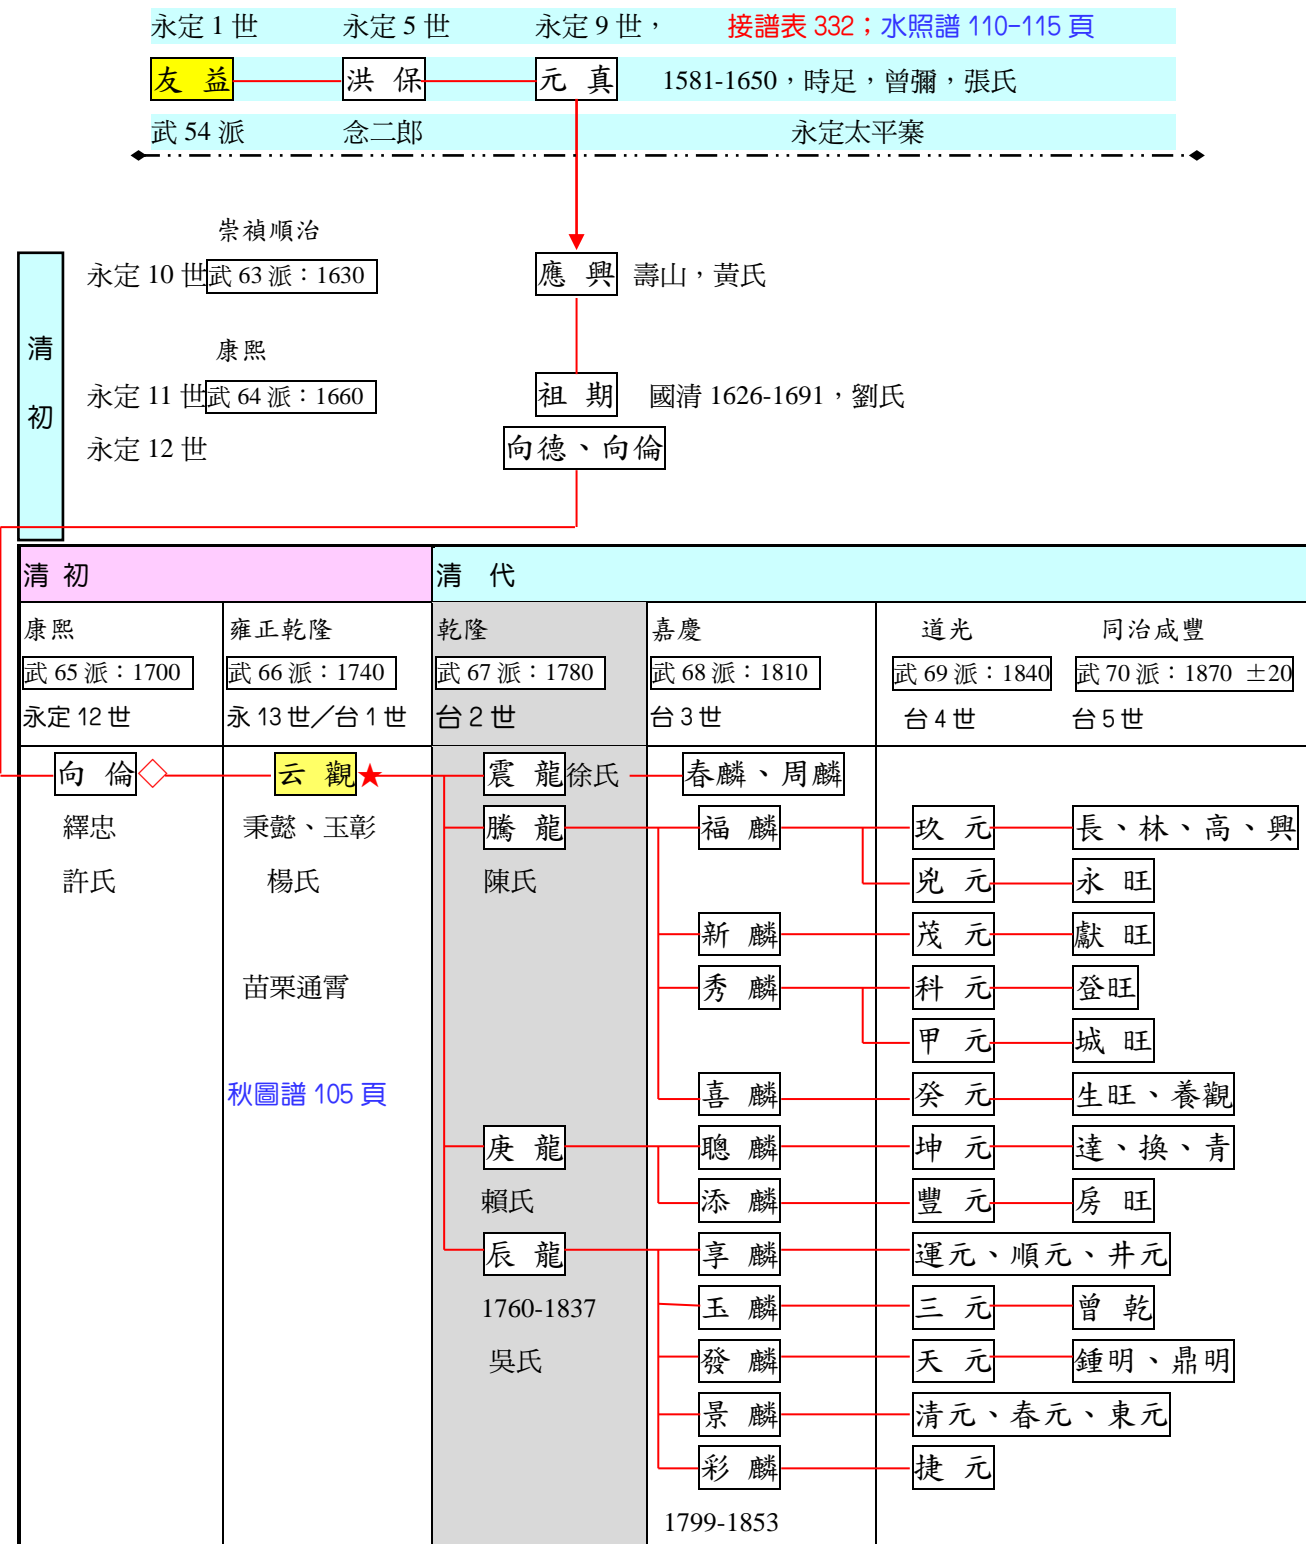 永定 1 世 永定 5 世 永定 9 世， 接譜表 332；水照譜 110-115 頁
友 益 洪 保 元 真 1581-1650，時足，曾彌，張氏
武 54 派 念二郎 永定太平寨
崇禎順治
永定 10 世 武 63 派：1630 應 興 壽山，黃氏
清初
康熙
永定 11 世 武 64 派：1660 祖 期 國清 1626-1691，劉氏
永定 12 世 向德、向倫
清 初 清 代
康熙 雍正乾隆 乾隆 嘉慶 道光 同治咸豐
武 65 派：1700 武 66 派：1740 武 67 派：1780 武 68 派：1810 武 69 派：1840 武 70 派：1870 ±20
永定 12 世 永 13 世／台 1 世 台 2 世 台 3 世 台 4 世 台 5 世
向 倫◇ 云 觀★ 震 龍徐氏 春麟、周麟
繹忠 秉懿、玉彰 騰 龍 福 麟 玖 元 長、林、高、興
許氏 楊氏 陳氏 兆 元 永 旺
新 麟 茂 元 獻 旺
苗栗通霄 秀 麟 科 元 登旺
甲 元 城 旺
秋圖譜 105 頁 喜 麟 癸 元 生旺、養觀
庚 龍 聰 麟 坤 元 達、換、青
賴氏 添 麟 豐 元 房 旺
辰 龍 享 麟 運元、順元、井元
1760-1837 玉 麟 三 元 曾 乾
吳氏 發 麟 天 元 鍾明、鼎明
景 麟 清元、春元、東元
彩 麟 捷 元
1799-1853